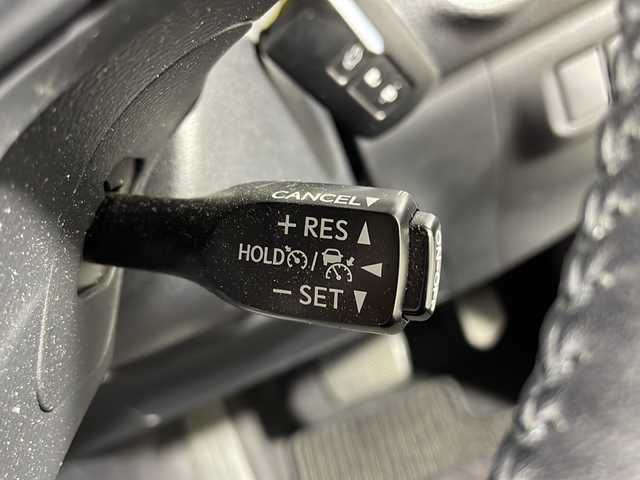 CANCEL▼
+ RES ▲
HOLD /
− SET ▼